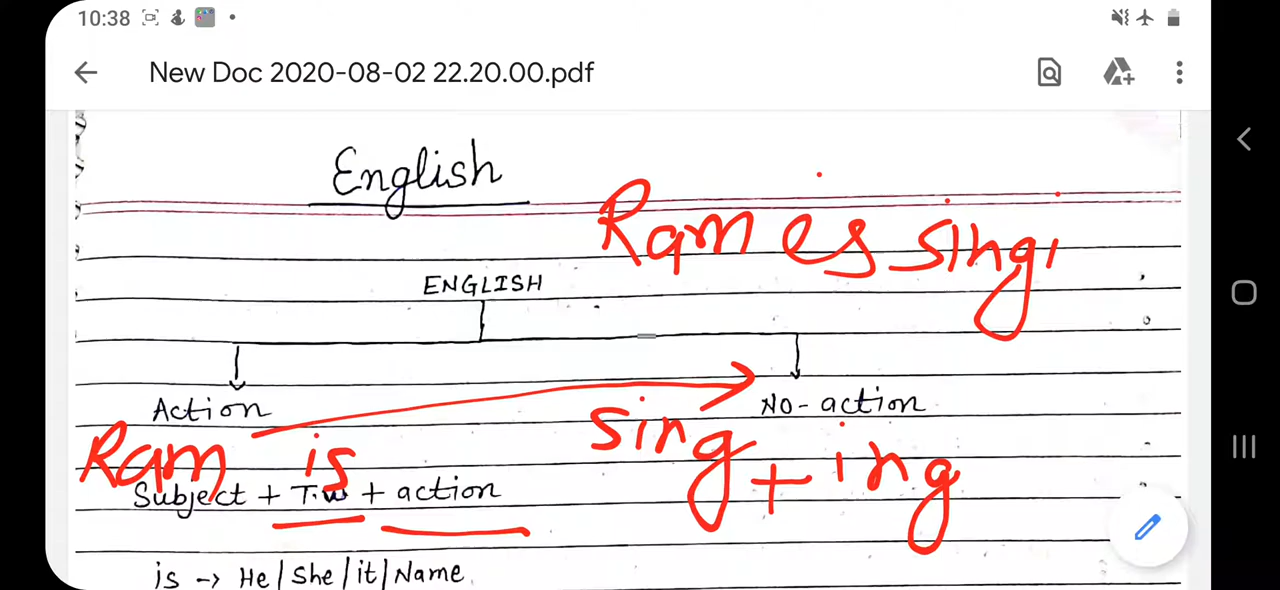 10:38
New Doc 2020-08-02 22.20.00.pdf
English
Ram is singi
ENGLISH
Action
No-action
Ram is sing + ing
Subject + T.w + action
is → He/She/it/Name